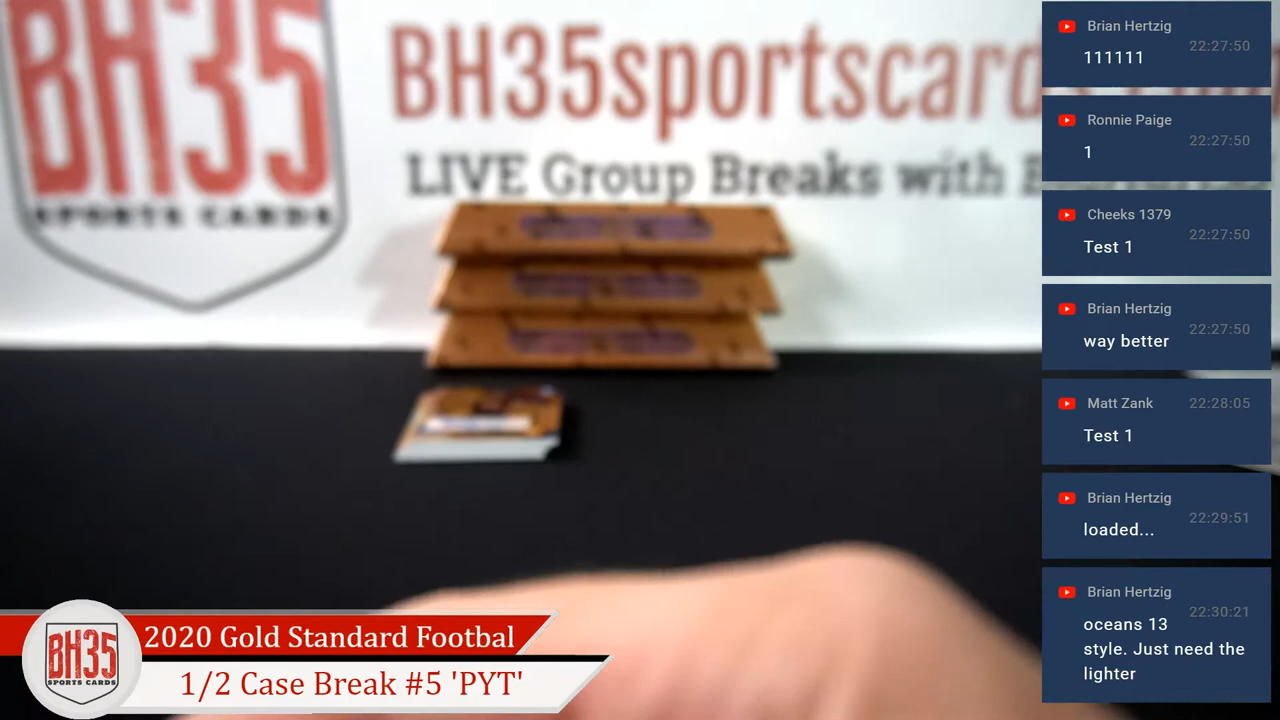 BH35
SPORTS CARDS
BH35sportscard
LIVE Group Breaks with
Brian Hertzig
22:27:50
111111
Ronnie Paige
22:27:50
1
Cheeks 1379
22:27:50
Test 1
Brian Hertzig
22:27:50
way better
Matt Zank
22:28:05
Test 1
Brian Hertzig
22:29:51
loaded...
Brian Hertzig
22:30:21
oceans 13
style. Just need the
lighter
BH35
SPORTS CARDS
2020 Gold Standard Footbal
1/2 Case Break #5 'PYT'